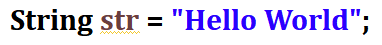 String str = "Hello World";